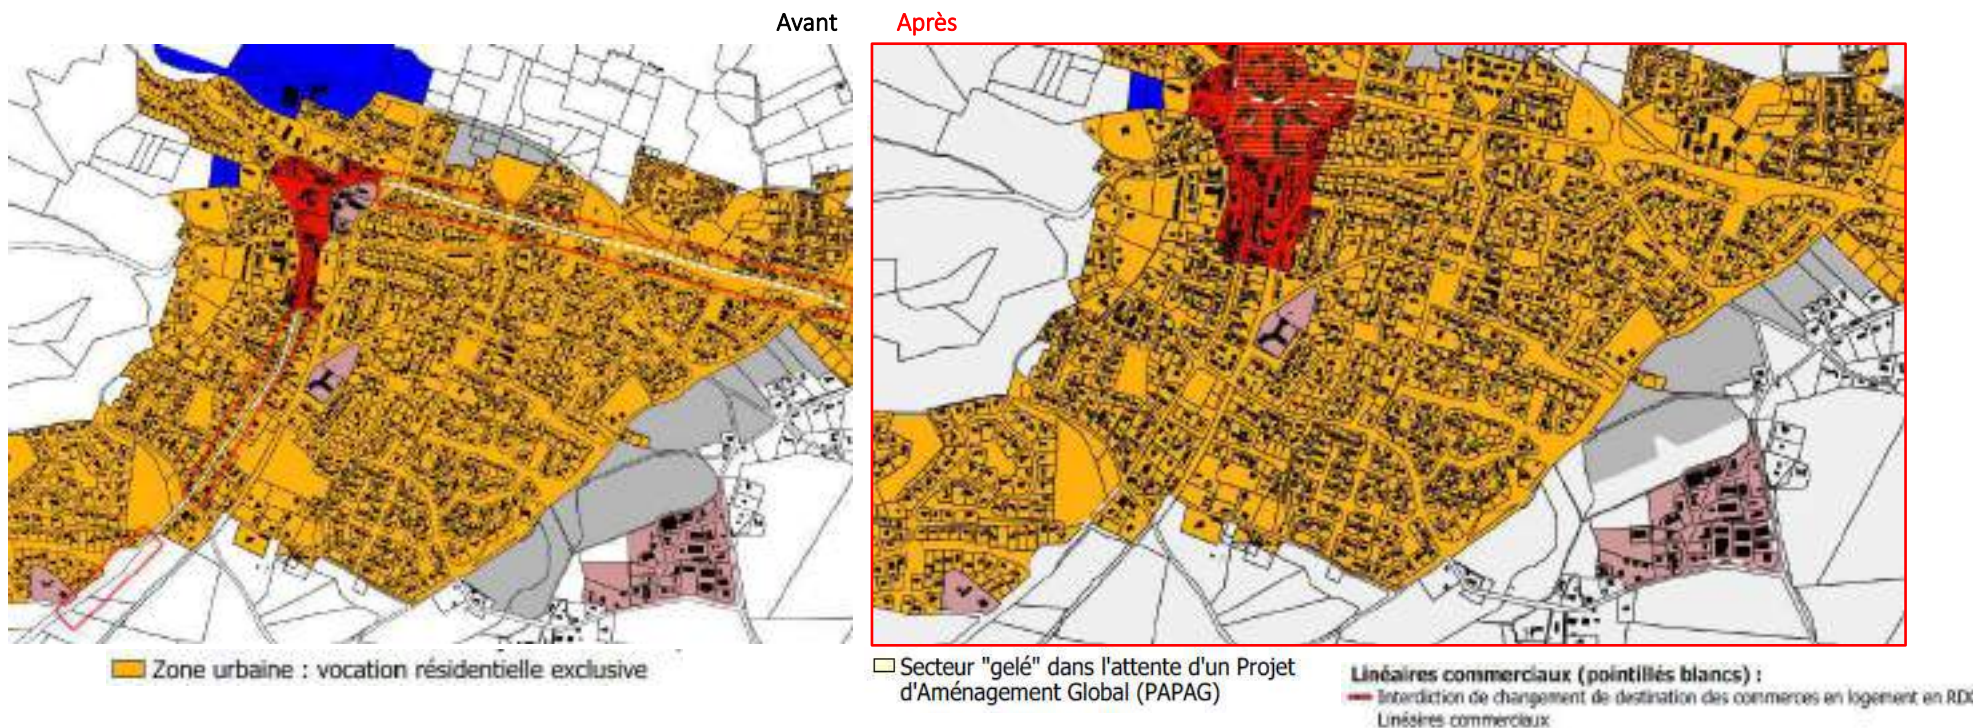 Avant
Après
Zone urbaine : vocation résidentielle exclusive
Secteur "gelé" dans l'attente d'un Projet
d'Aménagement Global (PAPAG)
Linéaires commerciaux (pointillés blancs) :
Interdiction de changement de destination des commerces en logement en RDC
Linéaires commerciaux